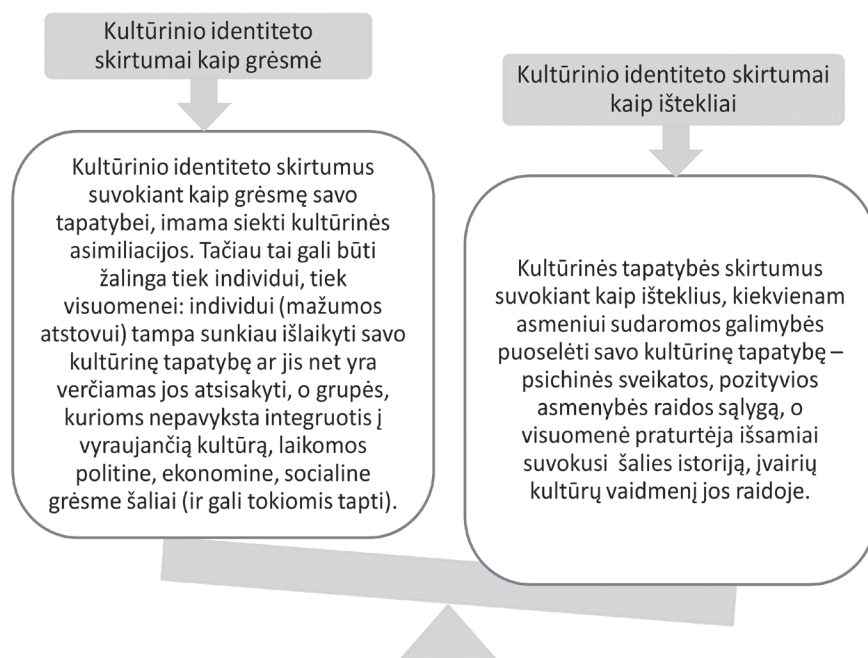 Kultūrinio identiteto
skirtumai kaip grėsmė
Kultūrinio identiteto skirtumus
suvokiant kaip grėsmę savo
tapatybei, imama siekti kultūrinės
asimiliacijos. Tačiau tai gali būti
žalinga tiek individui, tiek
visuomenei: individui (mažumos
atstovui) tampa sunkiau išlaikyti savo
kultūrinę tapatybę ar jis net yra
verčiamas jos atsisakyti, o grupės,
kurioms nepavyksta integruotis į
vyraujančią kultūrą, laikomos
politine, ekonomine, socialine
grėsme šaliai (ir gali tokiomis tapti).
Kultūrinio identiteto skirtumai
kaip ištekliai
Kultūrinės tapatybės skirtumus
suvokiant kaip išteklius, kiekvienam
asmeniui sudaromos galimybės
puoselėti savo kultūrinę tapatybę –
psichinės sveikatos, pozityvios
asmenybės raidos sąlygą, o
visuomenė praturtėja išsamiai
suvokusi šalies istoriją, įvairių
kultūrų vaidmenį jos raidoje.